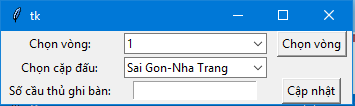 tk
Chọn vòng: 1 Chọn vòng
Chọn cặp đấu: Sai Gon-Nha Trang
Số cầu thủ ghi bàn: Cập nhật